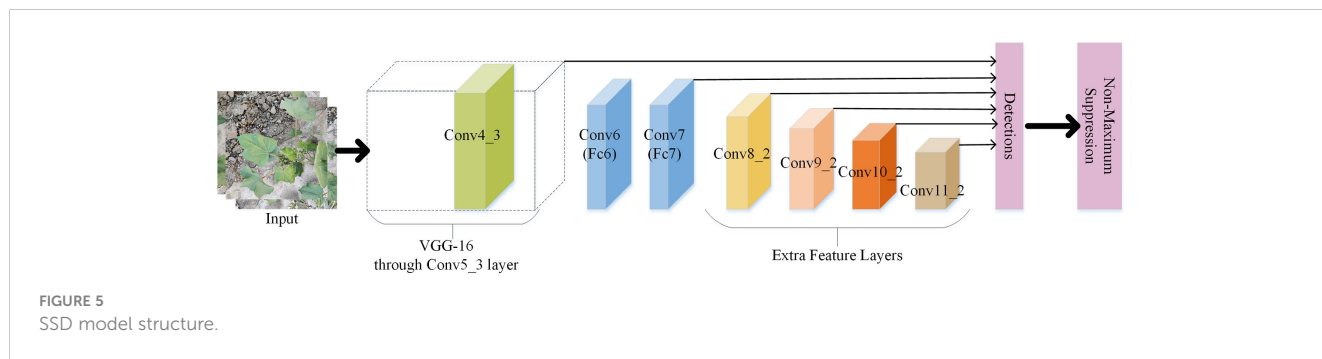 Conv4_3
Conv6
(Fc6)
Conv7
(Fc7)
Conv8_2
Conv9_2
Conv10_2
Conv11_2
Detections
Non-Maximum
Suppression
Input
VGG-16
through Conv5_3 layer
Extra Feature Layers
FIGURE 5
SSD model structure.